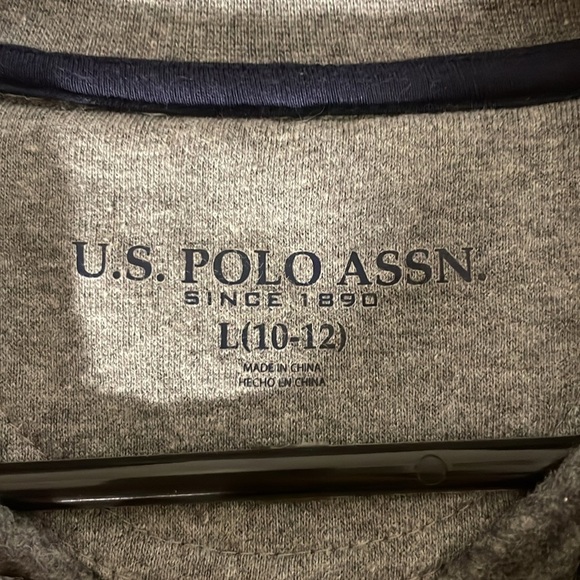 U.S. POLO ASSN.
SINCE 1890
L(10-12)
MADE IN CHINA
HECHO EN CHINA